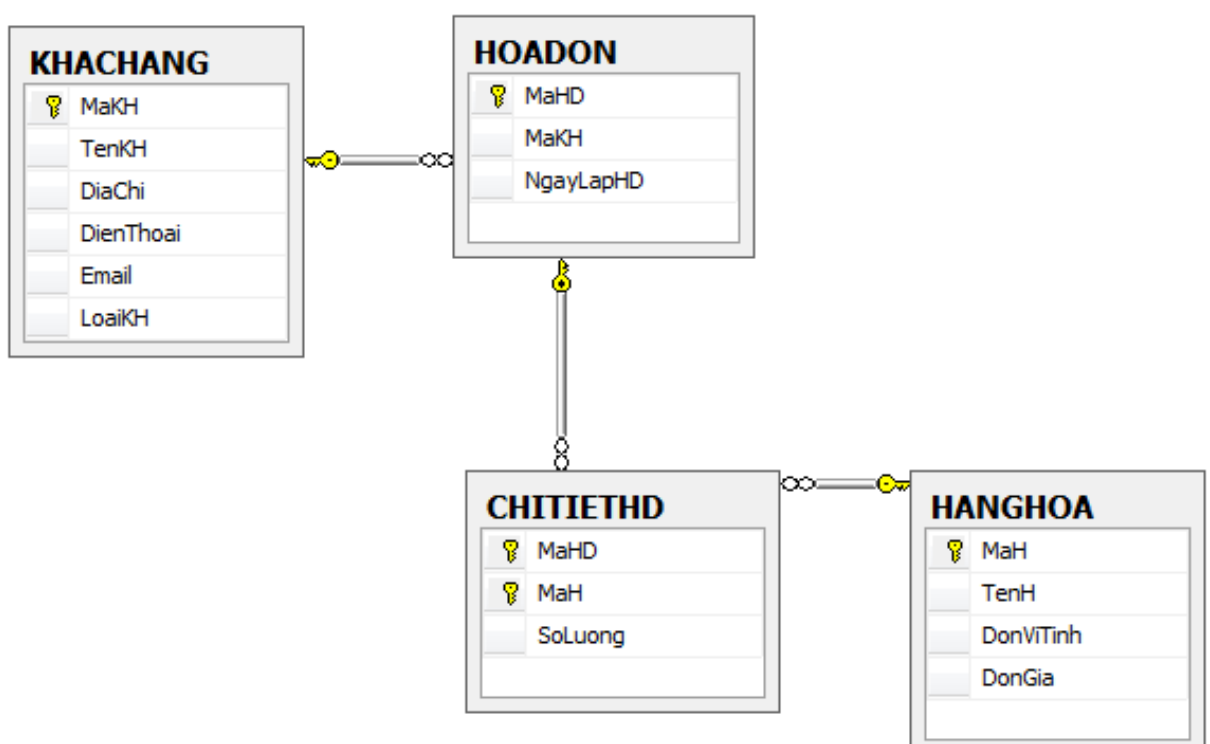 KHACHANG
MaKH
TenKH
DiaChi
DienThoai
Email
LoaiKH
HOADON
MaHD
MaKH
NgayLapHD
CHITIETHD
MaHD
MaH
SoLuong
HANGHOA
MaH
TenH
DonViTinh
DonGia